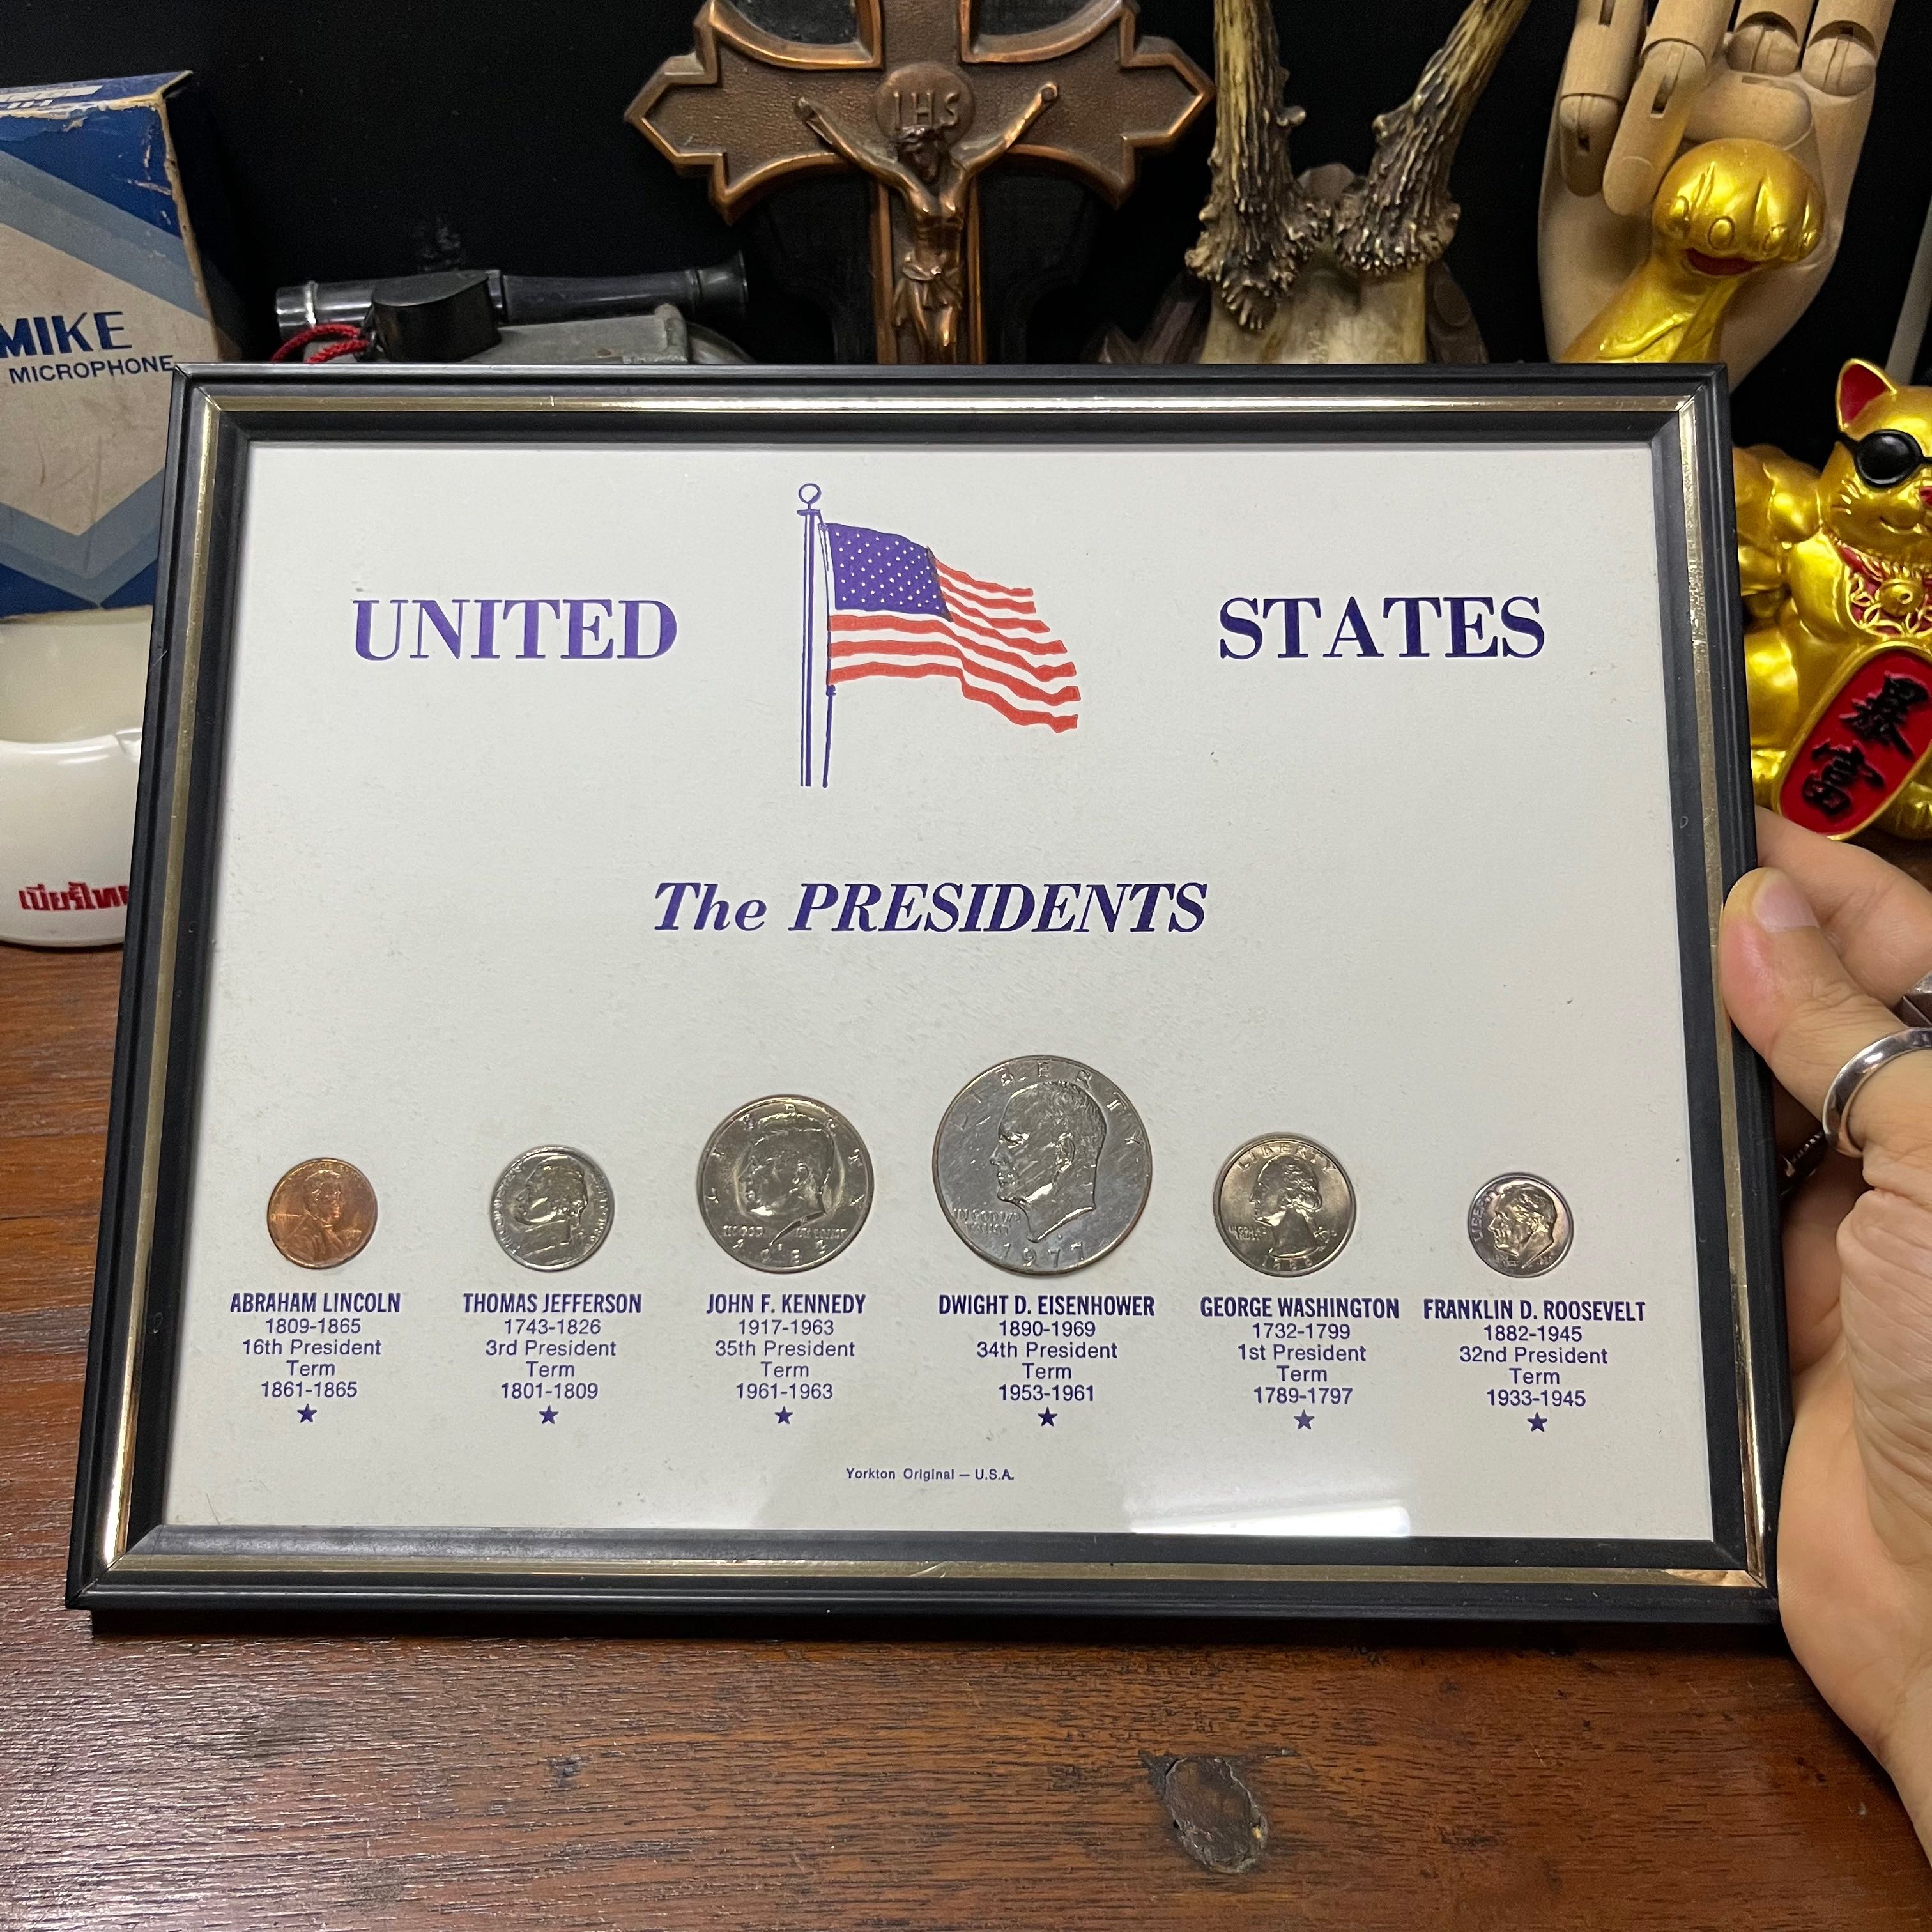 IHS
MIKE
MICROPHONE
UNITED STATES
The PRESIDENTS
LIBERTY
1977
LIBERTY
ABRAHAM LINCOLN
1809-1865
16th President
Term
1861-1865
★
THOMAS JEFFERSON
1743-1826
3rd President
Term
1801-1809
★
JOHN F. KENNEDY
1917-1963
35th President
Term
1961-1963
★
DWIGHT D. EISENHOWER
1890-1969
34th President
Term
1953-1961
★
GEORGE WASHINGTON
1732-1799
1st President
Term
1789-1797
★
FRANKLIN D. ROOSEVELT
1882-1945
32nd President
Term
1933-1945
★
Yorkton Original — U.S.A.